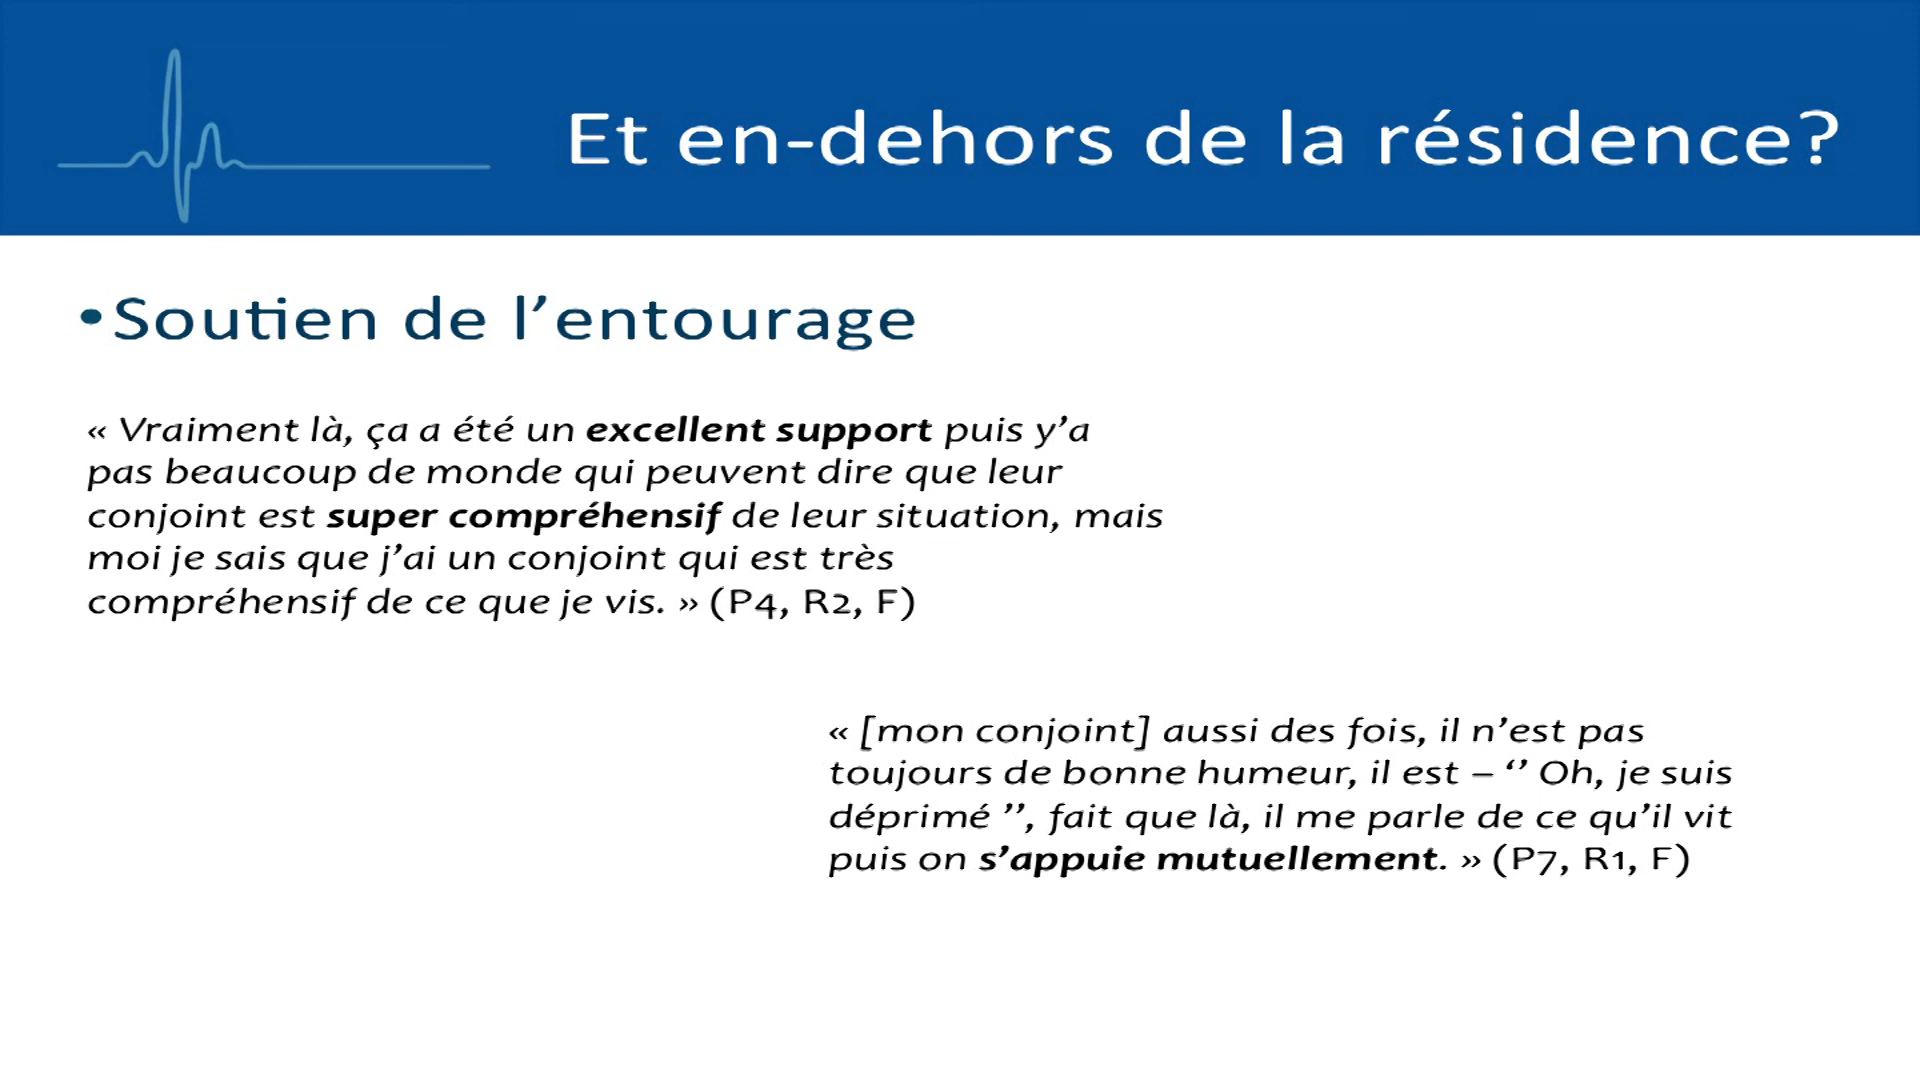 Et en-dehors de la résidence?
•Soutien de l’entourage
« Vraiment là, ça a été un excellent support puis y’a
pas beaucoup de monde qui peuvent dire que leur
conjoint est super compréhensif de leur situation, mais
moi je sais que j’ai un conjoint qui est très
compréhensif de ce que je vis. » (P4, R2, F)
« [mon conjoint] aussi des fois, il n’est pas
toujours de bonne humeur, il est – ‘’ Oh, je suis
déprimé ’’, fait que là, il me parle de ce qu’il vit
puis on s’appuie mutuellement. » (P7, R1, F)